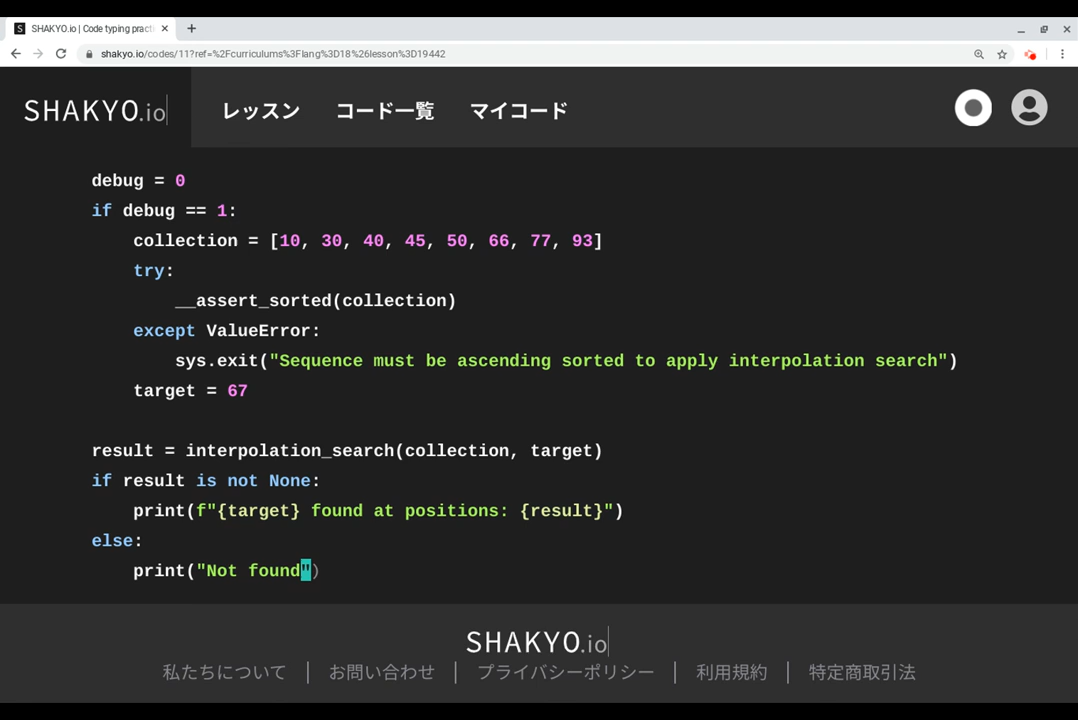 S SHAKYO.io | Code typing practi
shakyo.io/codes/11?ref=%2Fcurriculums%3Flang%3D18%26lesson%3D19442
SHAKYO.io レッスン コード一覧 マイコード
debug = 0
if debug == 1:
collection = [10, 30, 40, 45, 50, 66, 77, 93]
try:
__assert_sorted(collection)
except ValueError:
sys.exit("Sequence must be ascending sorted to apply interpolation search")
target = 67
result = interpolation_search(collection, target)
if result is not None:
print(f"{target} found at positions: {result}")
else:
print("Not found")
SHAKYO.io
私たちについて | お問い合わせ | プライバシーポリシー | 利用規約 | 特定商取引法